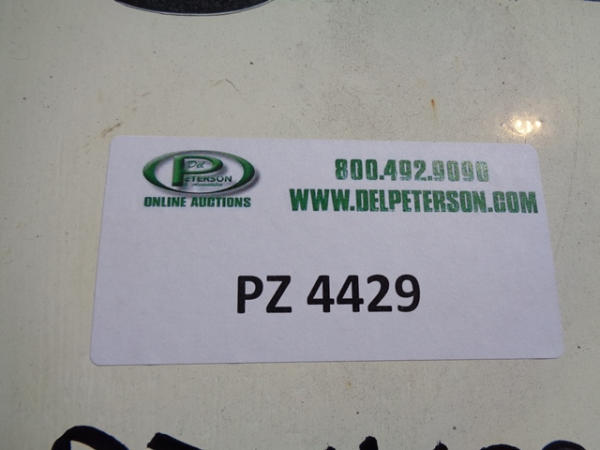 Del
PETERSON
ONLINE AUCTIONS
800.492.9090
WWW.DELPETERSON.COM
PZ 4429